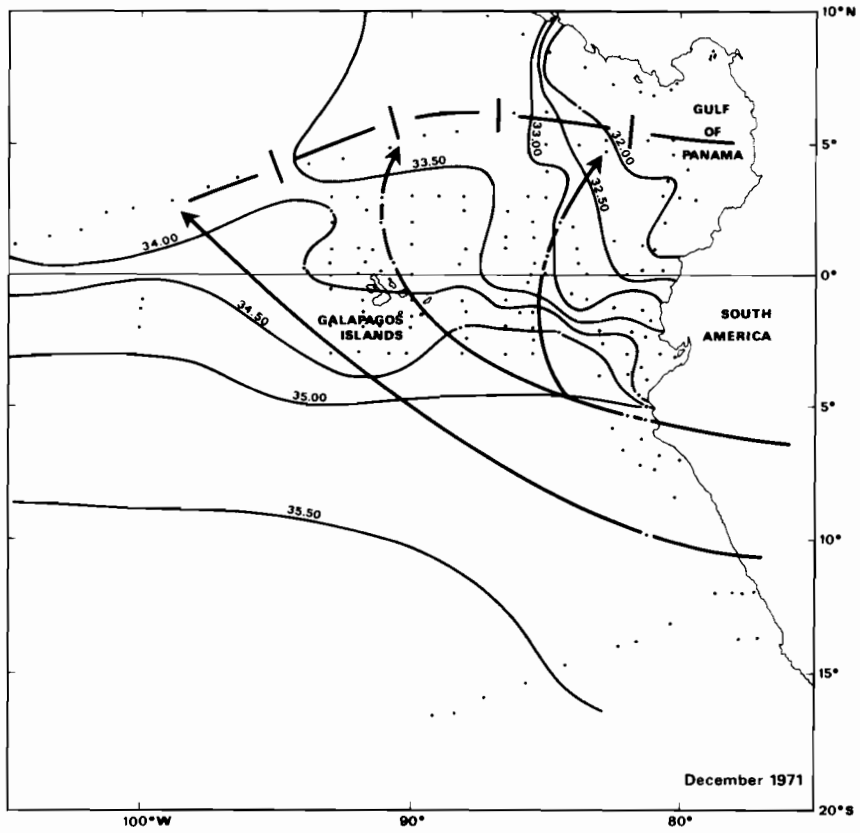 10°N
GULF
OF
PANAMA
33.00
32.00
5°
33.50
32.50
34.00
0°
GALAPAGOS
ISLANDS
34.50
SOUTH
AMERICA
35.00
5°
35.50
10°
15°
December 1971
100°W
90°
80°
20°S